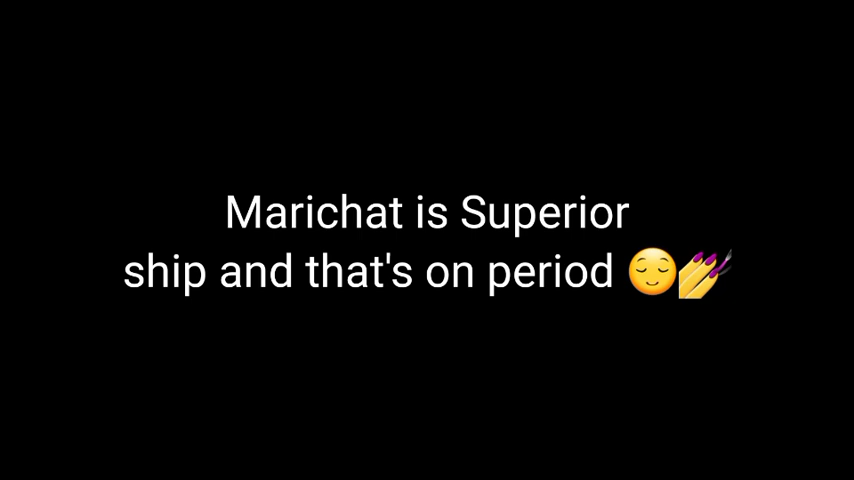 Marichat is Superior
ship and that's on period 😌💅